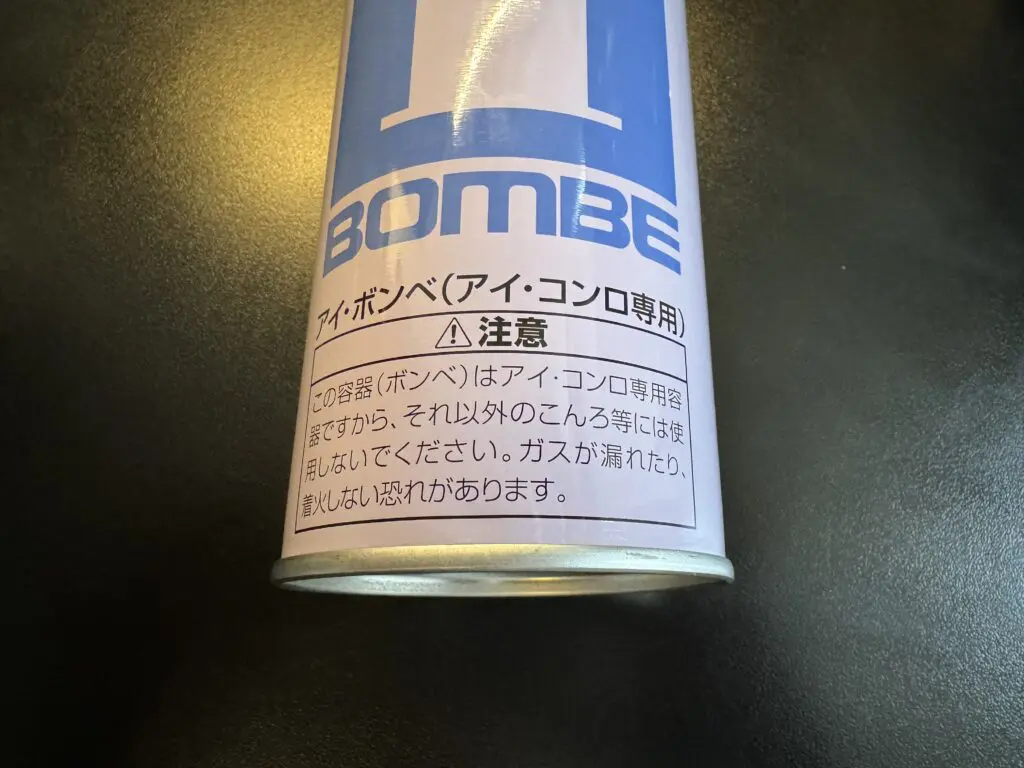 BOMBE
アイ・ボンベ(アイ・コンロ専用)
注意
この容器(ボンベ)はアイ・コンロ専用容
器ですから、それ以外のこんろ等には使
用しないでください。ガスが漏れたり、
着火しない恐れがあります。